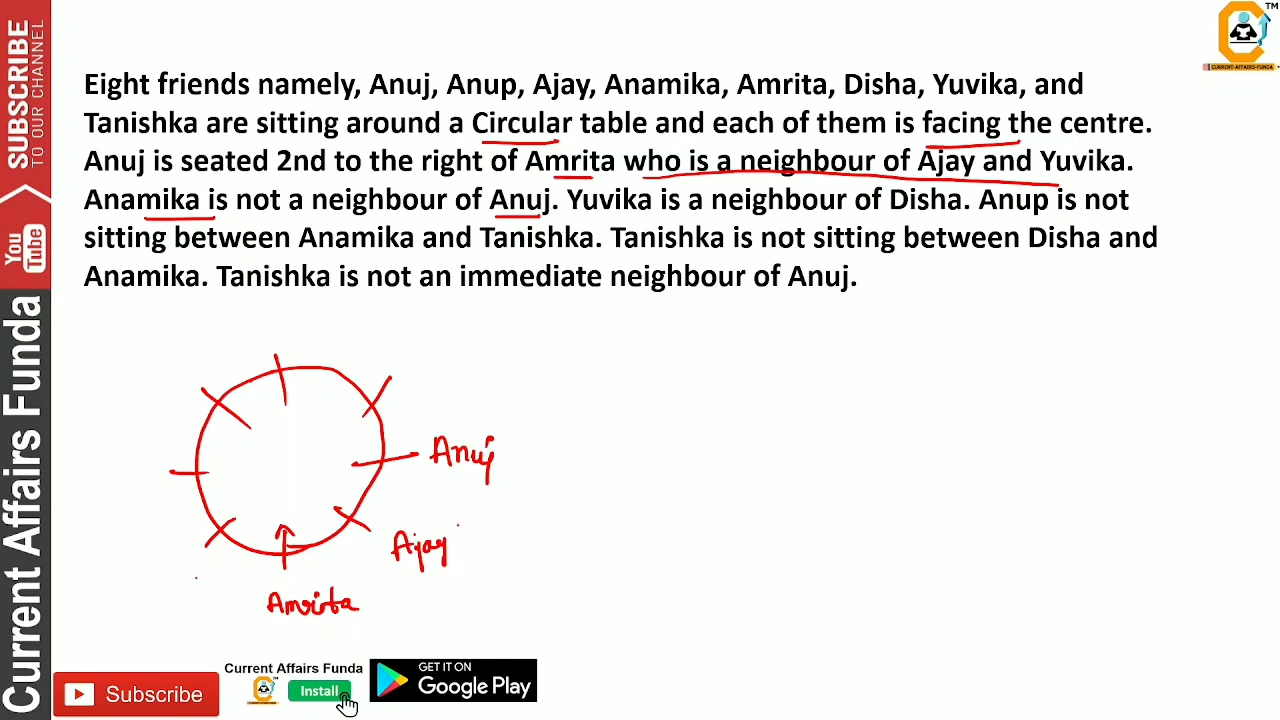 SUBSCRIBE
TO OUR CHANNEL
You Tube
Current Affairs Funda
TM
CURRENT-AFFAIRS-FUNDA
Eight friends namely, Anuj, Anup, Ajay, Anamika, Amrita, Disha, Yuvika, and
Tanishka are sitting around a Circular table and each of them is facing the centre.
Anuj is seated 2nd to the right of Amrita who is a neighbour of Ajay and Yuvika.
Anamika is not a neighbour of Anuj. Yuvika is a neighbour of Disha. Anup is not
sitting between Anamika and Tanishka. Tanishka is not sitting between Disha and
Anamika. Tanishka is not an immediate neighbour of Anuj.
Anuj
Ajay
Amrita
Subscribe
Current Affairs Funda
Install
GET IT ON
Google Play